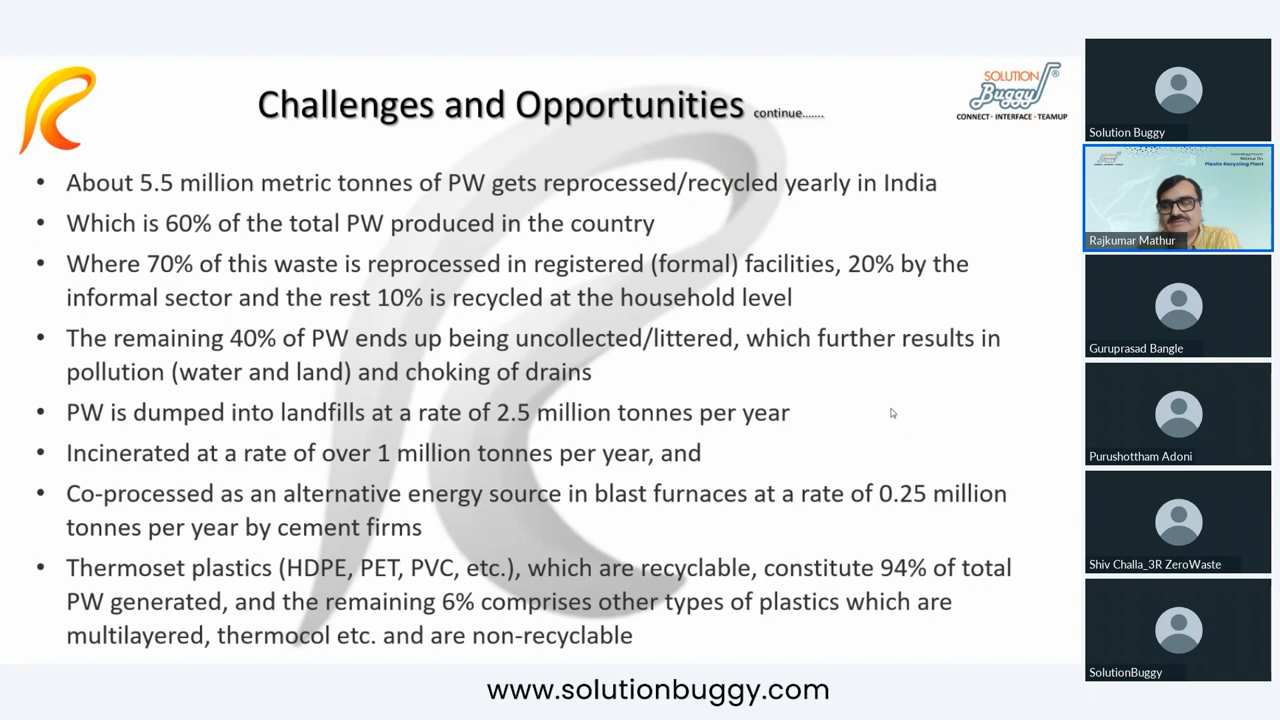 Challenges and Opportunities continue.......
SOLUTION
Buggy®
CONNECT · INTERFACE · TEAMUP
• About 5.5 million metric tonnes of PW gets reprocessed/recycled yearly in India
• Which is 60% of the total PW produced in the country
• Where 70% of this waste is reprocessed in registered (formal) facilities, 20% by the
informal sector and the rest 10% is recycled at the household level
• The remaining 40% of PW ends up being uncollected/littered, which further results in
pollution (water and land) and choking of drains
• PW is dumped into landfills at a rate of 2.5 million tonnes per year
• Incinerated at a rate of over 1 million tonnes per year, and
• Co-processed as an alternative energy source in blast furnaces at a rate of 0.25 million
tonnes per year by cement firms
• Thermoset plastics (HDPE, PET, PVC, etc.), which are recyclable, constitute 94% of total
PW generated, and the remaining 6% comprises other types of plastics which are
multilayered, thermocol etc. and are non-recyclable
www.solutionbuggy.com
Solution Buggy
Webinar On
Plastic Recycling Plant
Rajkumar Mathur
Guruprasad Bangle
Purushottham Adoni
Shiv Challa_3R ZeroWaste
SolutionBuggy